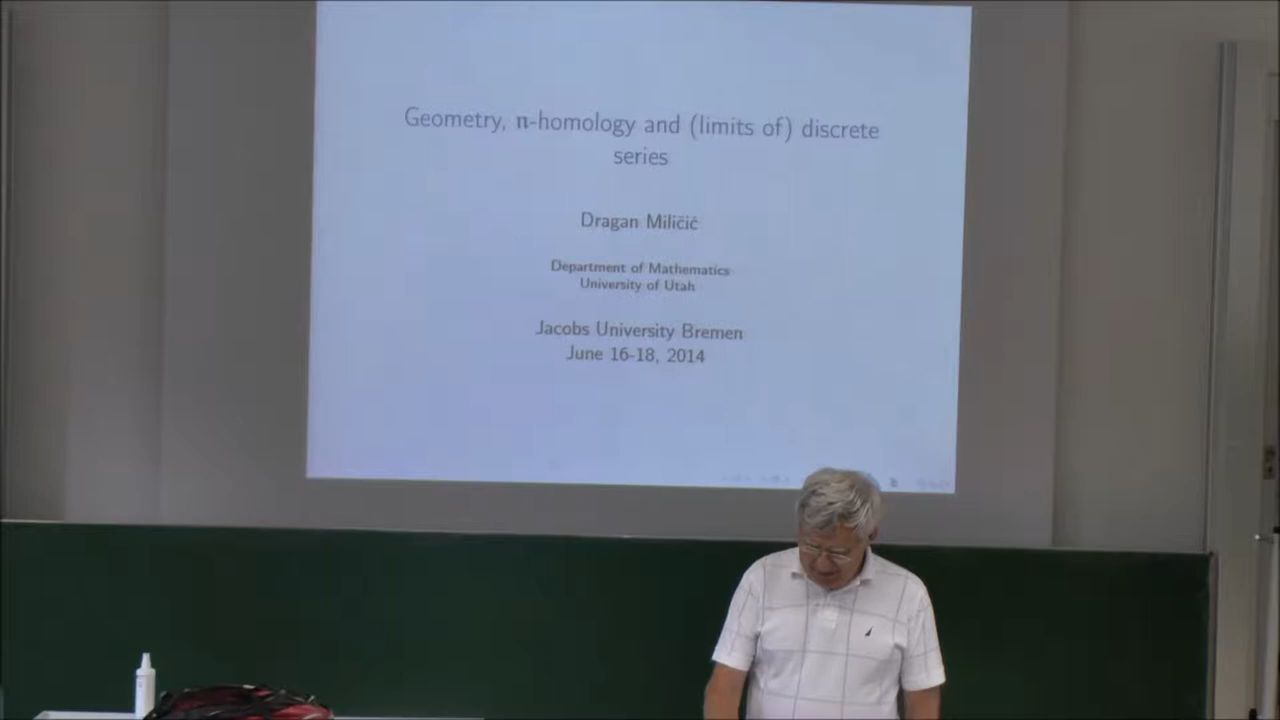 Geometry, n-homology and (limits of) discrete
series
Dragan Miličić
Department of Mathematics
University of Utah
Jacobs University Bremen
June 16-18, 2014